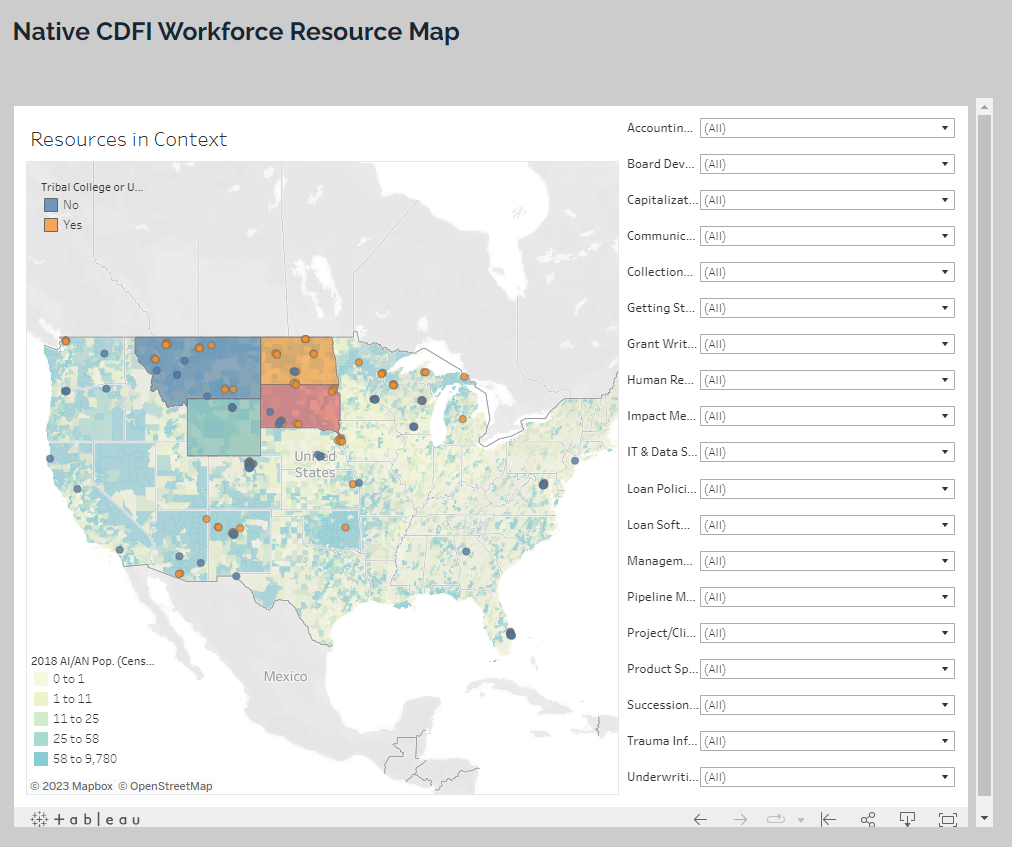 Native CDFI Workforce Resource Map
Resources in Context
Tribal College or U...
No
Yes
United
States
Mexico
2018 AI/AN Pop. (Cens...
0 to 1
1 to 11
11 to 25
25 to 58
58 to 9,780
© 2023 Mapbox © OpenStreetMap
Accountin... (All)
Board Dev... (All)
Capitalizat... (All)
Communic... (All)
Collection... (All)
Getting St... (All)
Grant Writ... (All)
Human Re... (All)
Impact Me... (All)
IT & Data S... (All)
Loan Polici... (All)
Loan Soft... (All)
Managem... (All)
Pipeline M... (All)
Project/Cli... (All)
Product Sp... (All)
Succession... (All)
Trauma Inf... (All)
Underwriti... (All)
+ a b | e a u